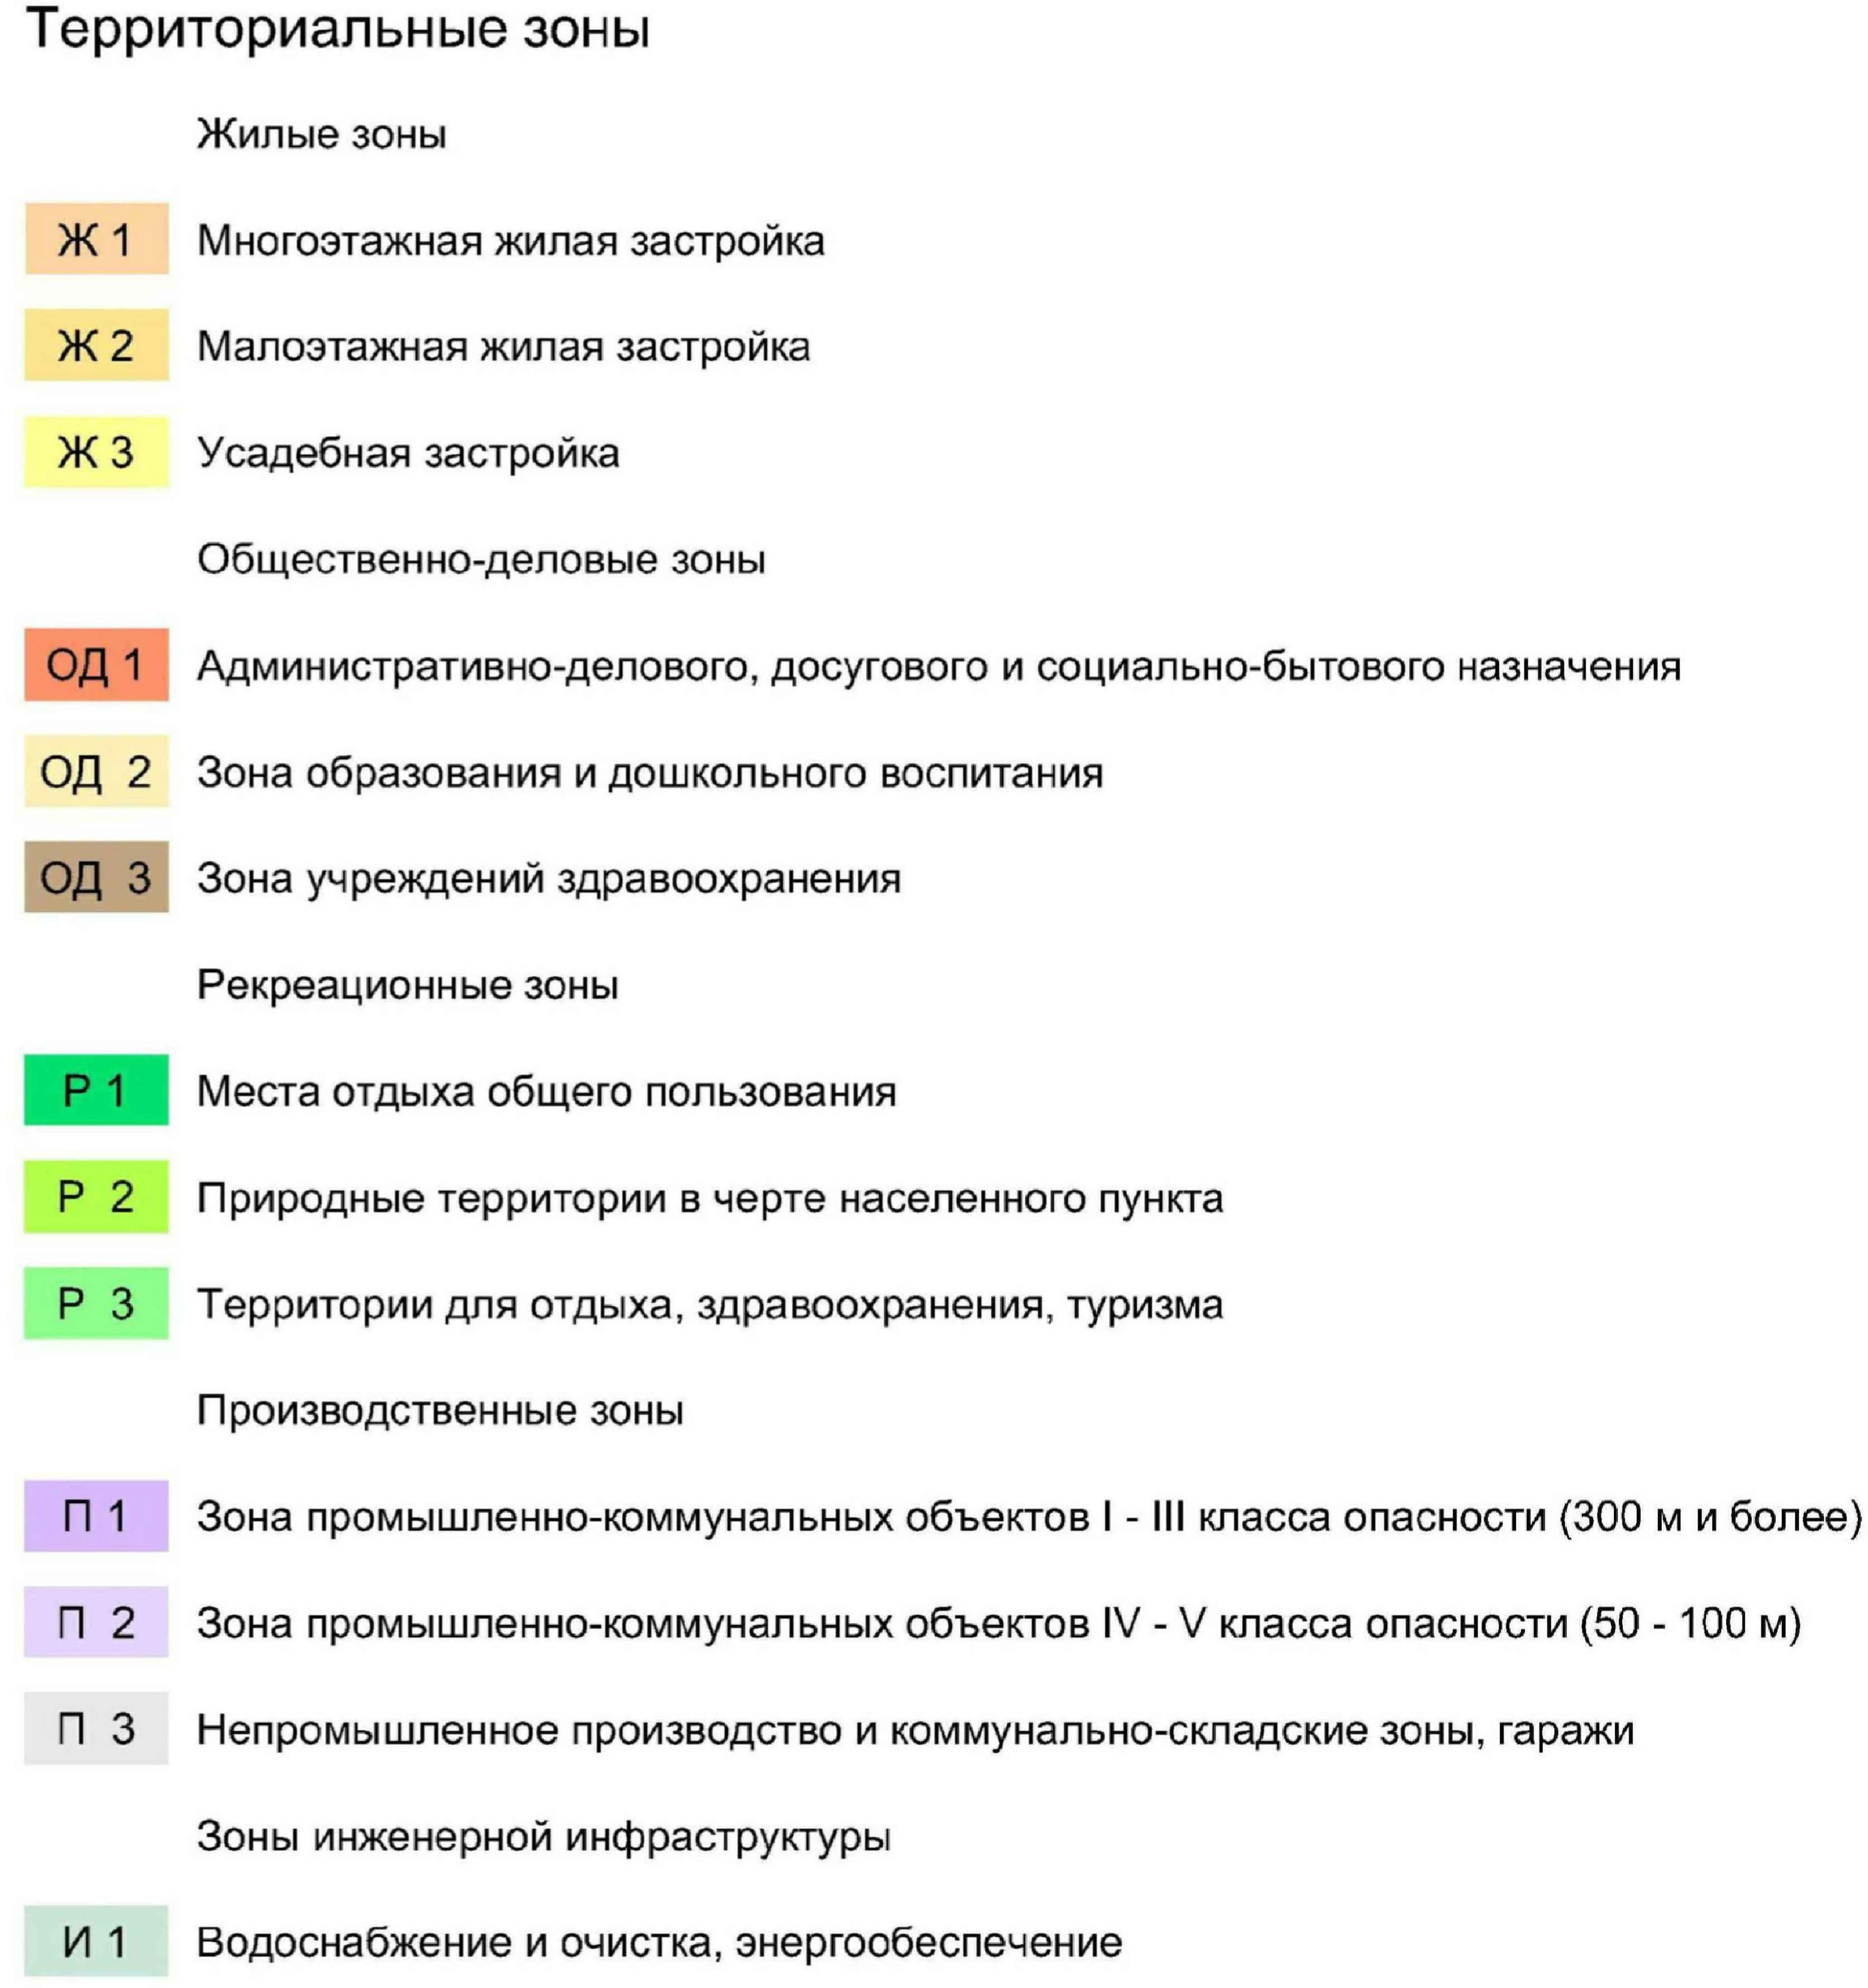 Территориальные зоны
Жилые зоны
Ж 1 Многоэтажная жилая застройка
Ж 2 Малоэтажная жилая застройка
Ж 3 Усадебная застройка
Общественно-деловые зоны
ОД 1 Административно-делового, досугового и социально-бытового назначения
ОД 2 Зона образования и дошкольного воспитания
ОД 3 Зона учреждений здравоохранения
Рекреационные зоны
Р 1 Места отдыха общего пользования
Р 2 Природные территории в черте населенного пункта
Р 3 Территории для отдыха, здравоохранения, туризма
Производственные зоны
П 1 Зона промышленно-коммунальных объектов I - III класса опасности (300 м и более)
П 2 Зона промышленно-коммунальных объектов IV - V класса опасности (50 - 100 м)
П 3 Непромышленное производство и коммунально-складские зоны, гаражи
Зоны инженерной инфраструктуры
И 1 Водоснабжение и очистка, энергообеспечение